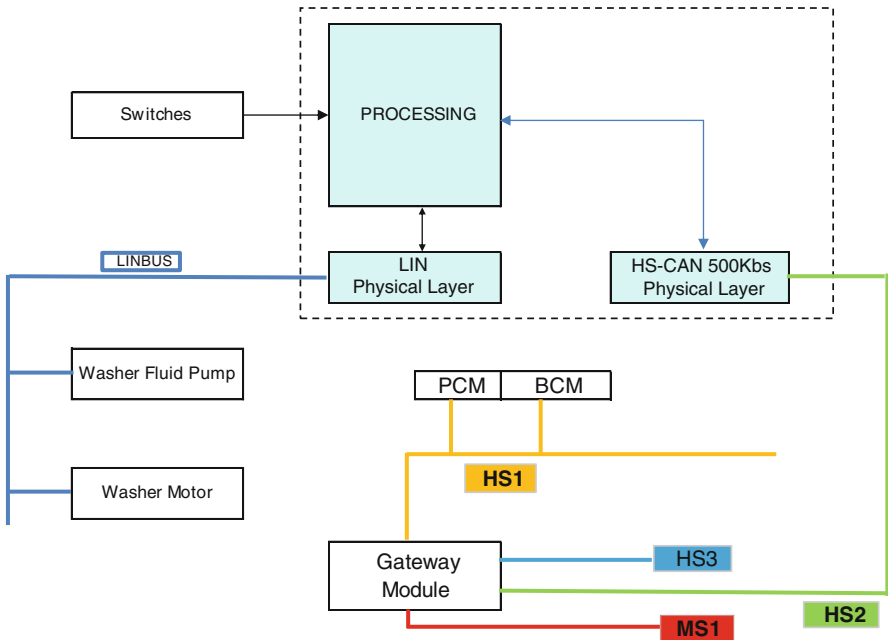 PROCESSING
Switches
LINBUS
LIN
Physical Layer
HS-CAN 500Kbs
Physical Layer
Washer Fluid Pump
PCM
BCM
HS1
Washer Motor
Gateway
Module
HS3
HS2
MS1